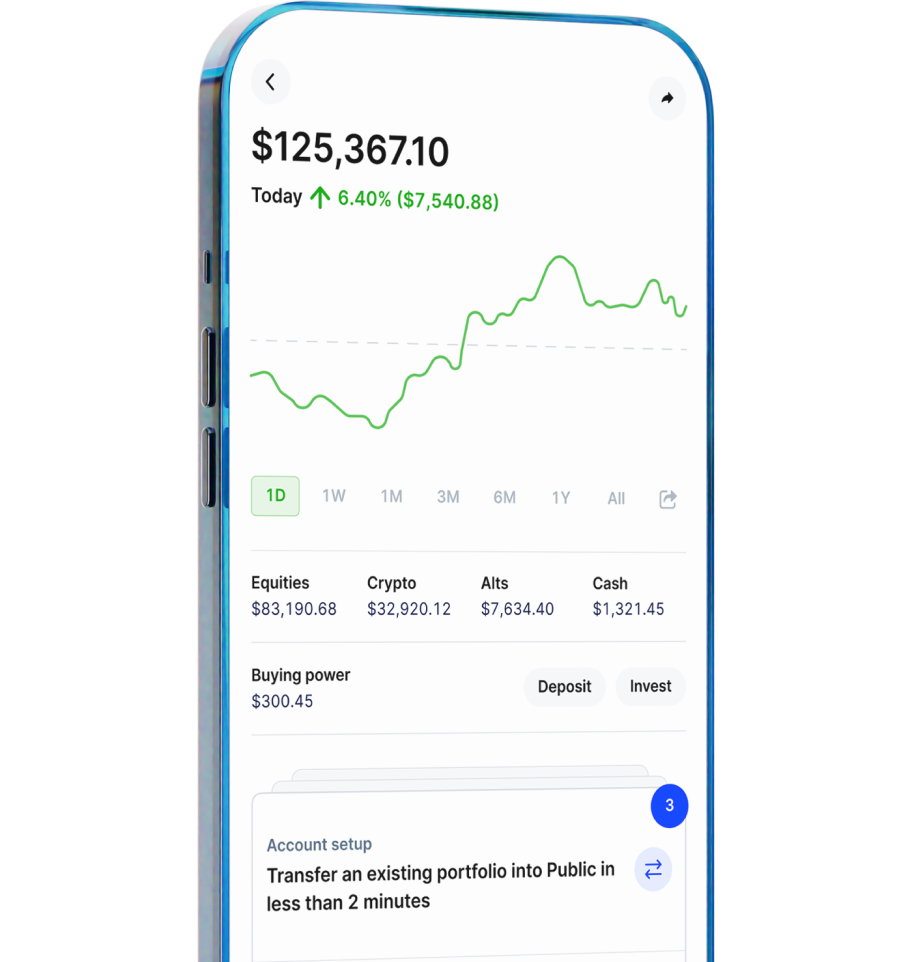 $125,367.10
Today ↑ 6.40% ($7,540.88)
1D 1W 1M 3M 6M 1Y All
Equities Crypto Alts Cash
$83,190.68 $32,920.12 $7,634.40 $1,321.45
Buying power
$300.45
Deposit Invest
3
Account setup
Transfer an existing portfolio into Public in
less than 2 minutes